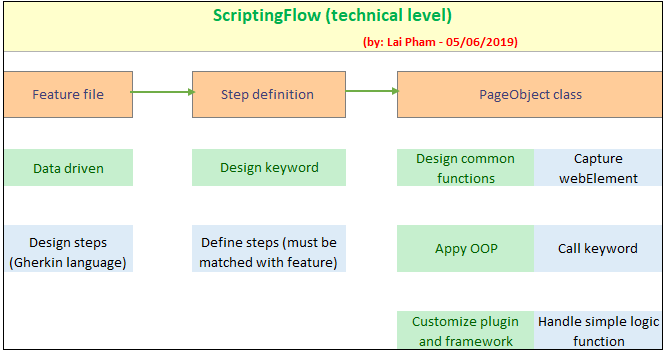 ScriptingFlow (technical level)
(by: Lai Pham - 05/06/2019)
Feature file
Step definition
PageObject class
Data driven
Design keyword
Design common
functions
Capture
webElement
Design steps
(Gherkin language)
Define steps (must be
matched with feature)
Appy OOP
Call keyword
Customize plugin
and framework
Handle simple logic
function